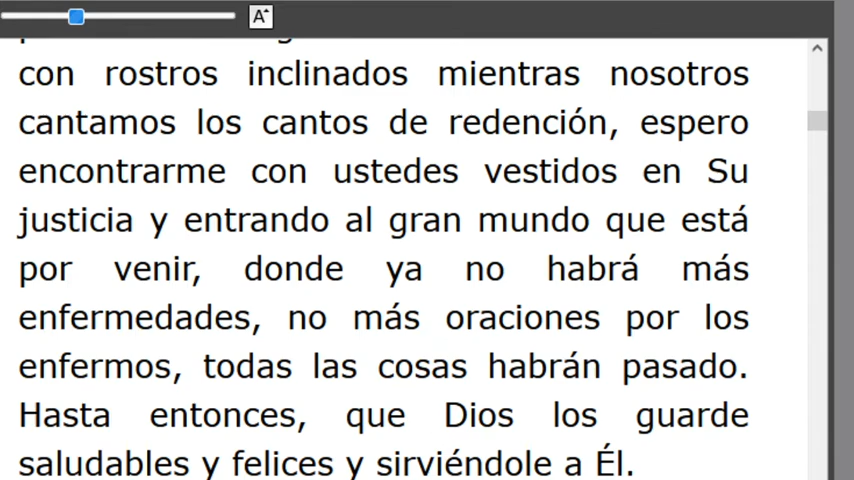 A
con rostros inclinados mientras nosotros
cantamos los cantos de redención, espero
encontrarme con ustedes vestidos en Su
justicia y entrando al gran mundo que está
por venir, donde ya no habrá más
enfermedades, no más oraciones por los
enfermos, todas las cosas habrán pasado.
Hasta entonces, que Dios los guarde
saludables y felices y sirviéndole a Él.